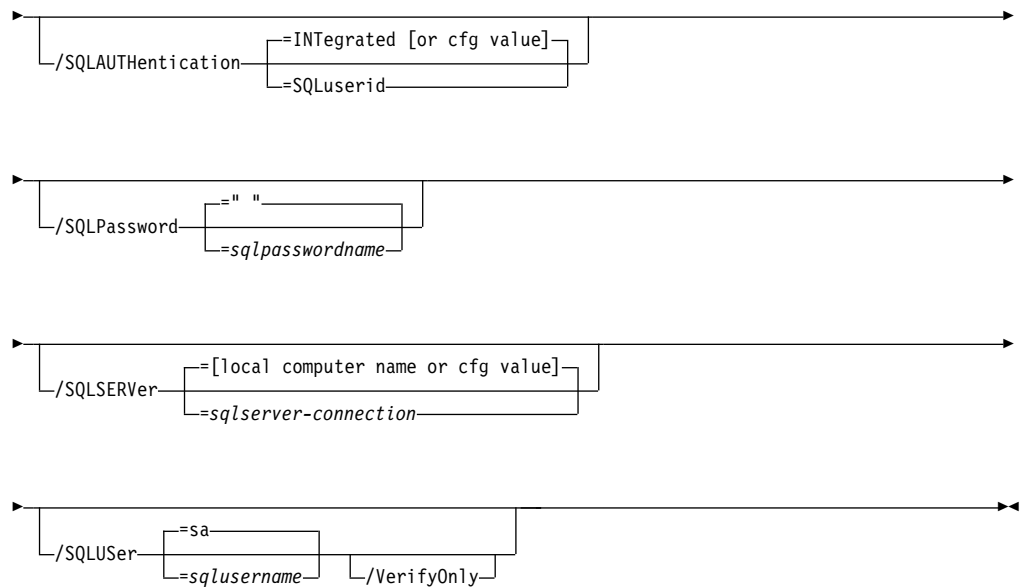 =INTegrated [or cfg value]
/SQLAUTHentication
=SQLuserid
=" "
/SQLPassword
=sqlpasswordname
=[local computer name or cfg value]
/SQLSERVer
=sqlserver-connection
=sa
/SQLUSer
=sqlusername
/VerifyOnly